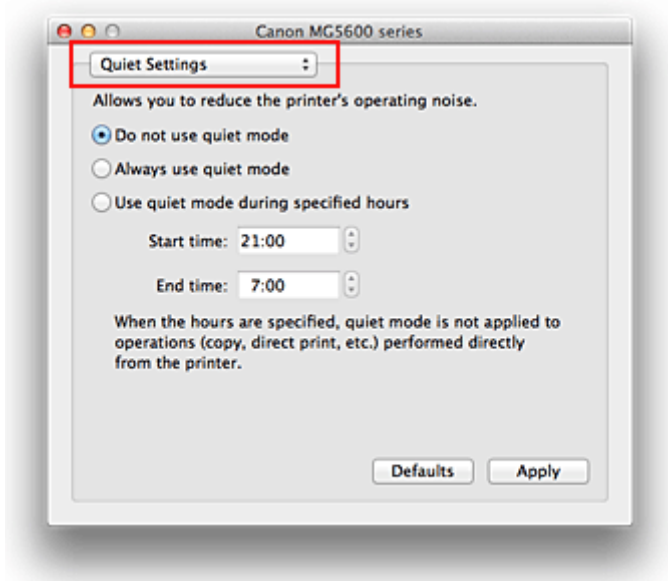 Canon MG5600 series
Quiet Settings
Allows you to reduce the printer's operating noise.
Do not use quiet mode
Always use quiet mode
Use quiet mode during specified hours
Start time: 21:00
End time: 7:00
When the hours are specified, quiet mode is not applied to
operations (copy, direct print, etc.) performed directly
from the printer.
Defaults Apply